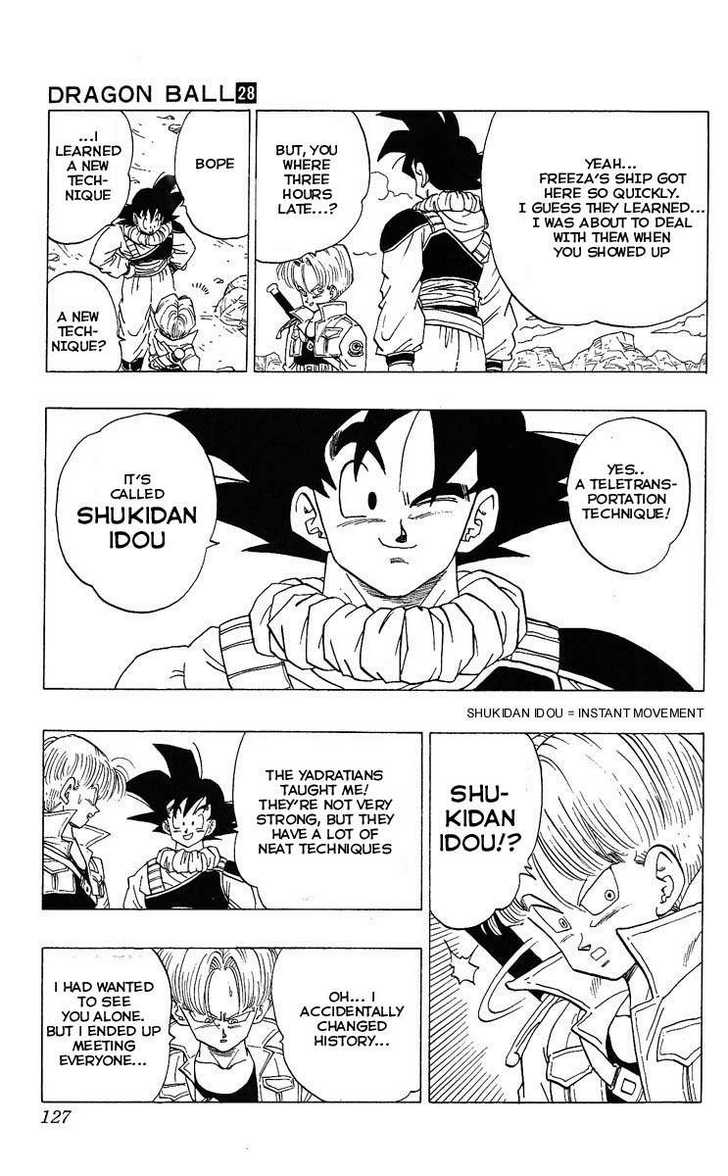 DRAGON BALL 28
YEAH...
FREEZA'S SHIP GOT
HERE SO QUICKLY.
I GUESS THEY LEARNED...
I WAS ABOUT TO DEAL
WITH THEM WHEN
YOU SHOWED UP
BUT, YOU
WHERE
THREE
HOURS
LATE...?
BOPE
...I
LEARNED
A NEW
TECH-
NIQUE
A NEW
TECH-
NIQUE?
YES..
A TELETRANS-
PORTATION
TECHNIQUE!
IT'S
CALLED
SHUKIDAN
IDOU
SHUKIDAN IDOU = INSTANT MOVEMENT
SHU-
KIDAN
IDOU!?
THE YADRATIANS
TAUGHT ME!
THEY'RE NOT VERY
STRONG, BUT THEY
HAVE A LOT OF
NEAT TECHNIQUES
OH... I
ACCIDENTALLY
CHANGED
HISTORY...
I HAD WANTED
TO SEE
YOU ALONE.
BUT I ENDED UP
MEETING
EVERYONE...
127